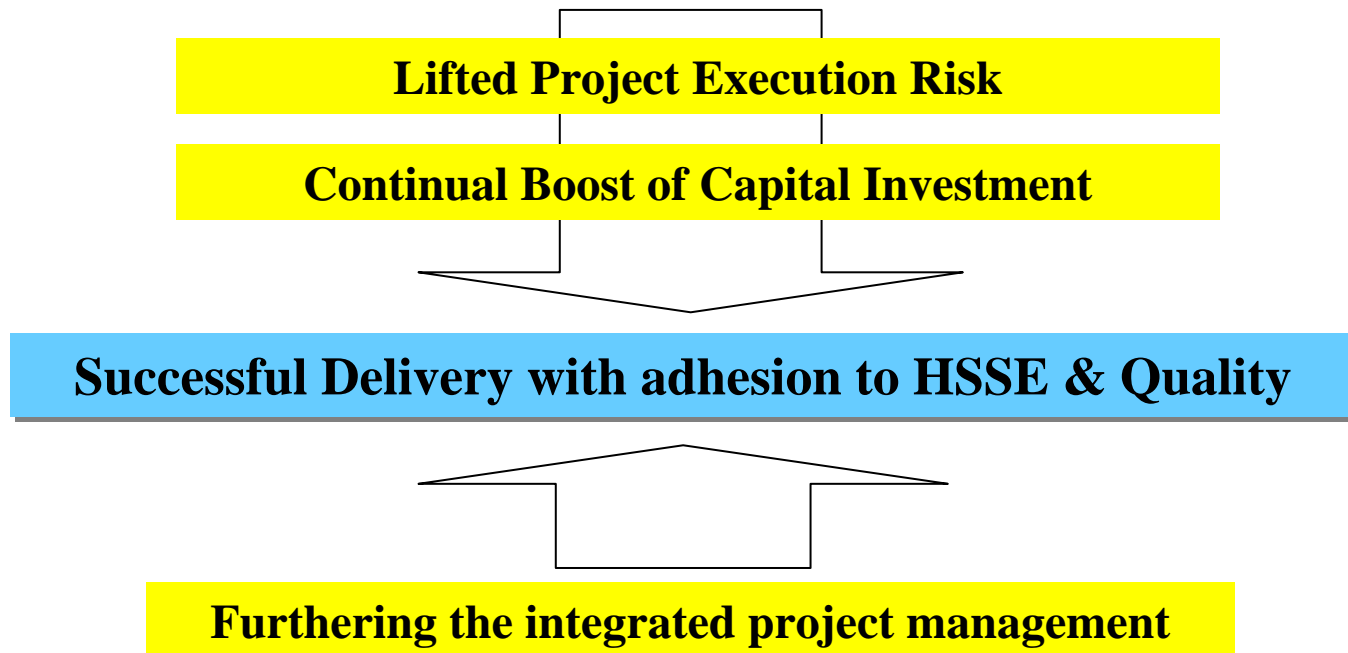 Lifted Project Execution Risk
Continual Boost of Capital Investment
Successful Delivery with adhesion to HSSE & Quality
Furthering the integrated project management